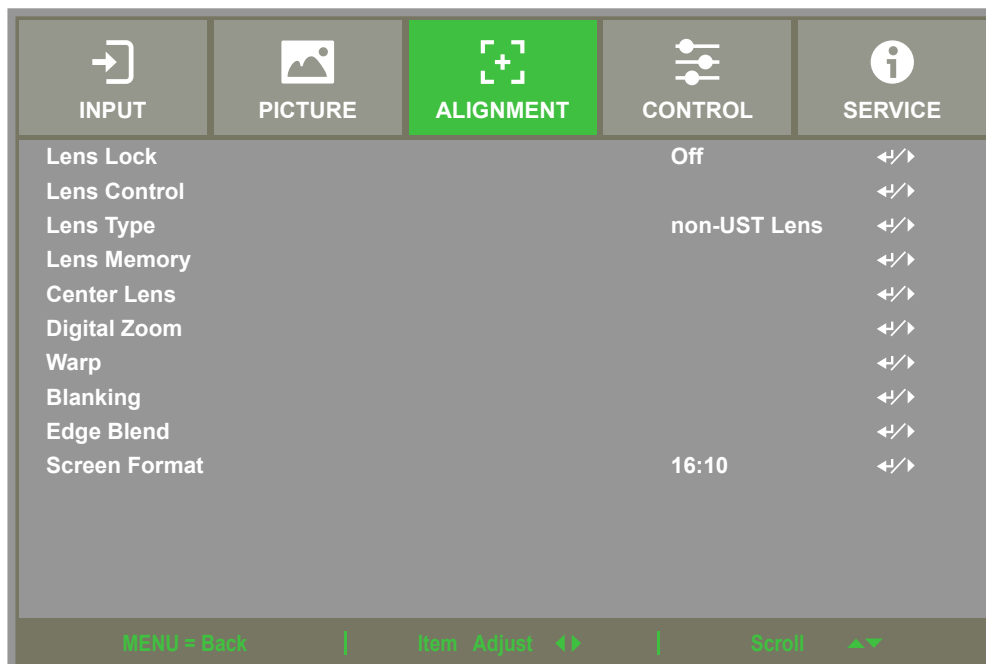 INPUT PICTURE ALIGNMENT CONTROL SERVICE
Lens Lock Off
Lens Control
Lens Type non-UST Lens
Lens Memory
Center Lens
Digital Zoom
Warp
Blanking
Edge Blend
Screen Format 16:10
MENU = Back Item Adjust Scroll